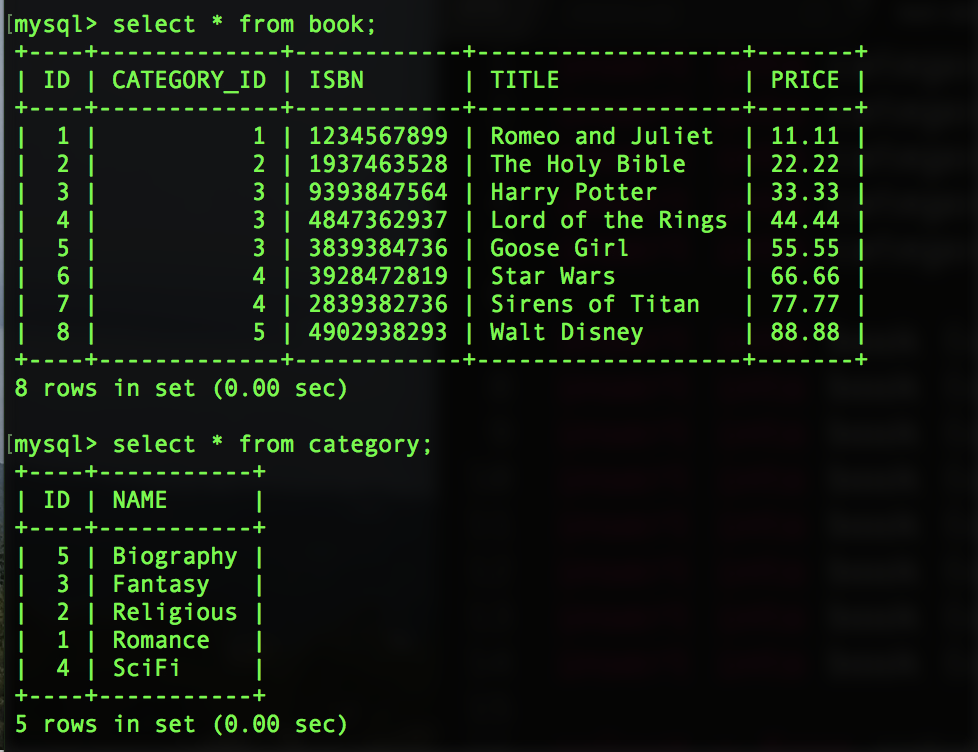 [mysql> select * from book;
+----+-------------+------------+-------------------+-------+
| ID | CATEGORY_ID | ISBN       | TITLE             | PRICE |
+----+-------------+------------+-------------------+-------+
|  1 |           1 | 1234567899 | Romeo and Juliet  | 11.11 |
|  2 |           2 | 1937463528 | The Holy Bible    | 22.22 |
|  3 |           3 | 9393847564 | Harry Potter      | 33.33 |
|  4 |           3 | 4847362937 | Lord of the Rings | 44.44 |
|  5 |           3 | 3839384736 | Goose Girl        | 55.55 |
|  6 |           4 | 3928472819 | Star Wars         | 66.66 |
|  7 |           4 | 2839382736 | Sirens of Titan   | 77.77 |
|  8 |           5 | 4902938293 | Walt Disney       | 88.88 |
+----+-------------+------------+-------------------+-------+
8 rows in set (0.00 sec)

[mysql> select * from category;
+----+-----------+
| ID | NAME      |
+----+-----------+
|  5 | Biography |
|  3 | Fantasy   |
|  2 | Religious |
|  1 | Romance   |
|  4 | SciFi     |
+----+-----------+
5 rows in set (0.00 sec)